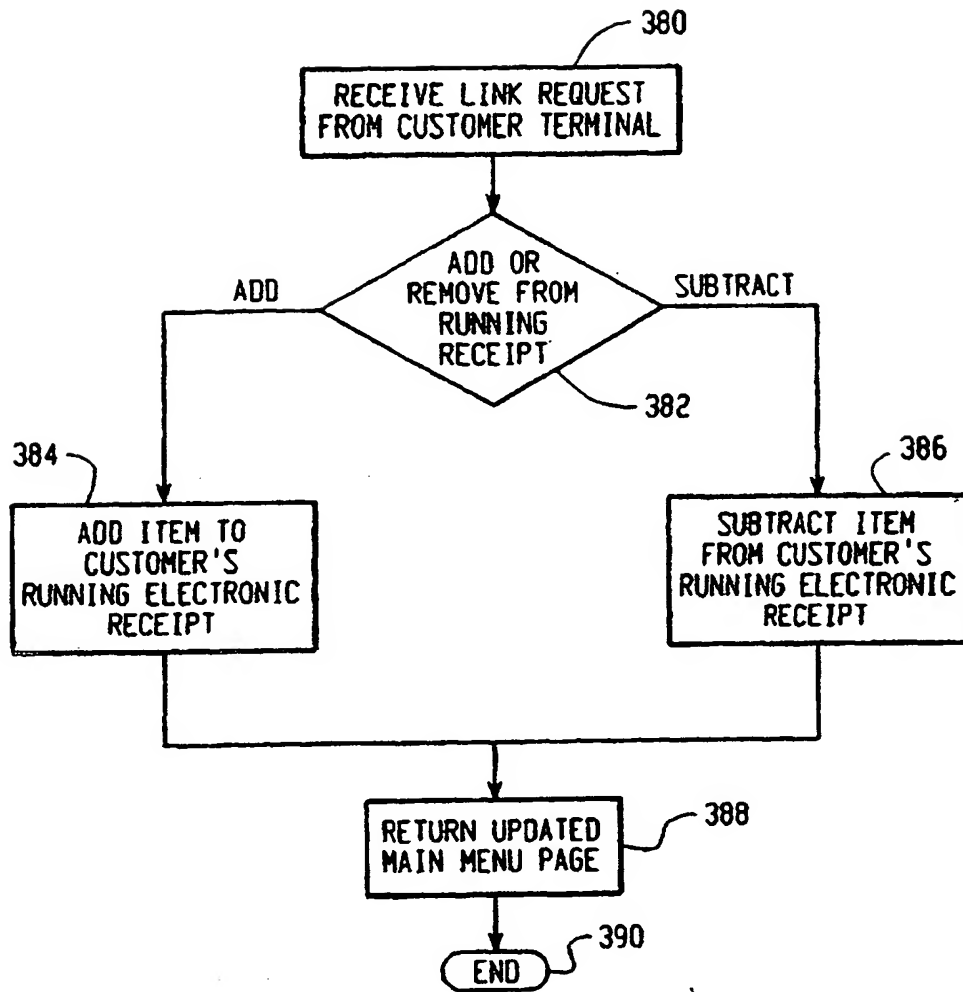 380
RECEIVE LINK REQUEST
FROM CUSTOMER TERMINAL
ADD OR
REMOVE FROM
RUNNING
RECEIPT
ADD
SUBTRACT
382
384
ADD ITEM TO
CUSTOMER'S
RUNNING ELECTRONIC
RECEIPT
386
SUBTRACT ITEM
FROM CUSTOMER'S
RUNNING ELECTRONIC
RECEIPT
RETURN UPDATED
MAIN MENU PAGE
388
END
390